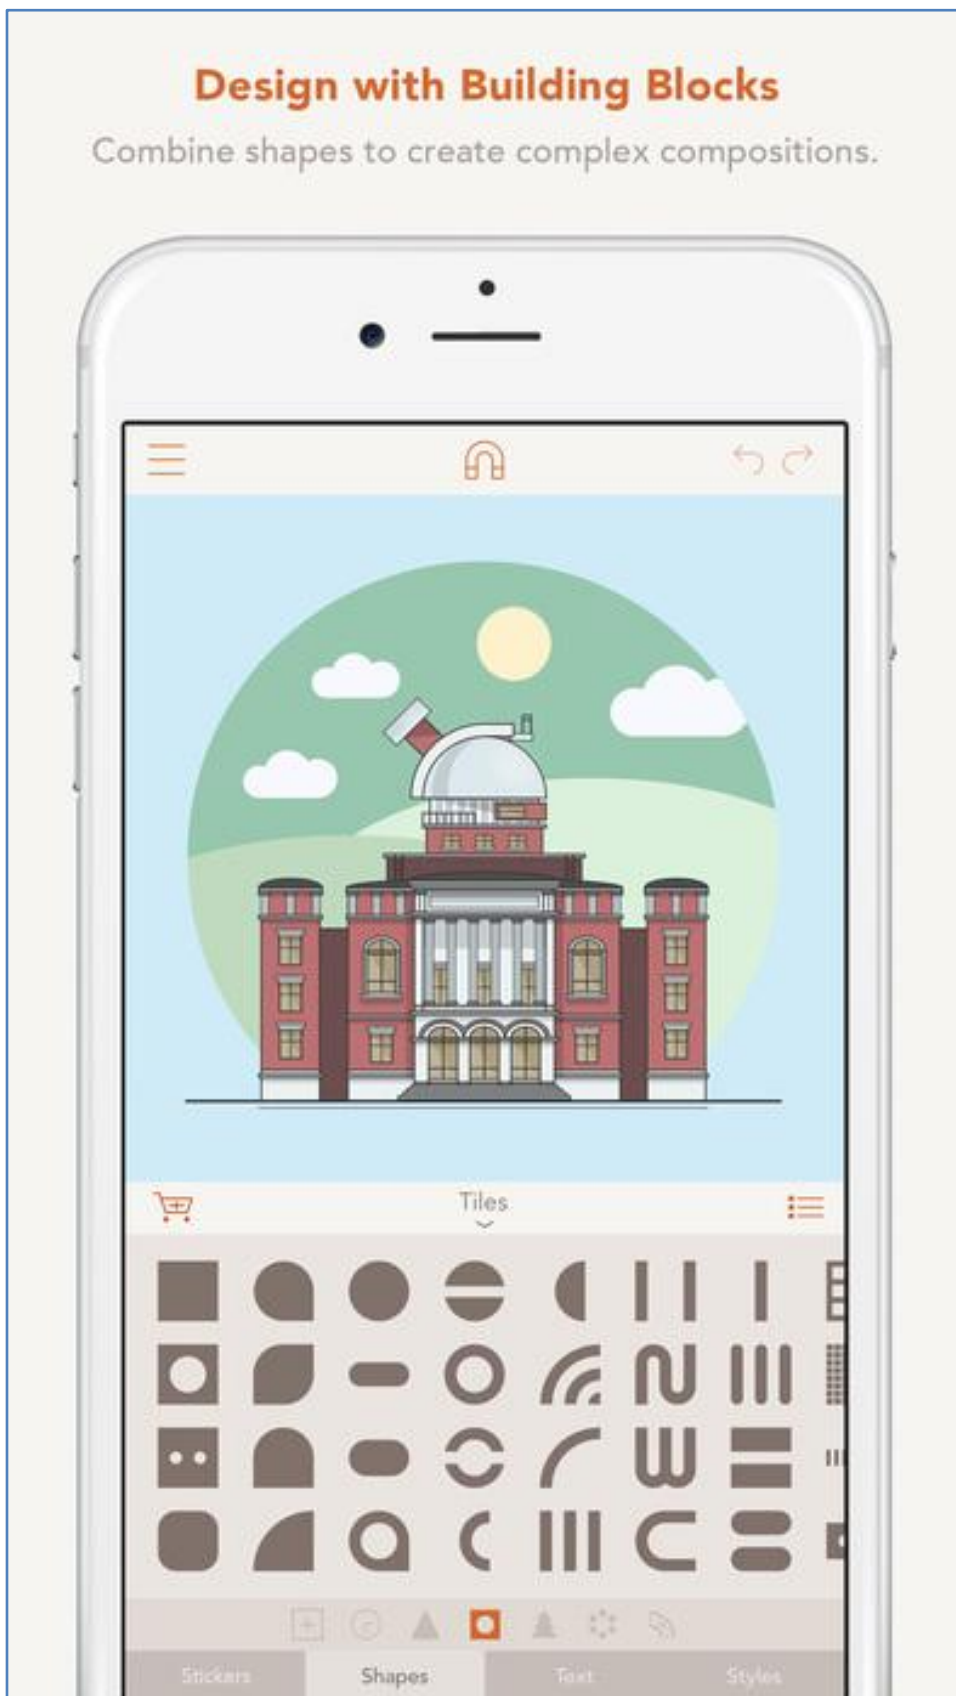 Design with Building Blocks
Combine shapes to create complex compositions.
Tiles
Stickers
Shapes
Text
Styles